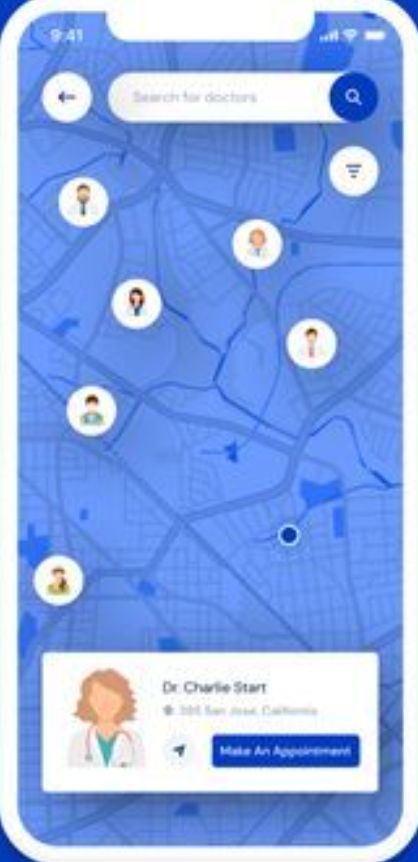 9:41
Search for doctors
Dr. Charlie Start
San Jose, California
Make An Appointment